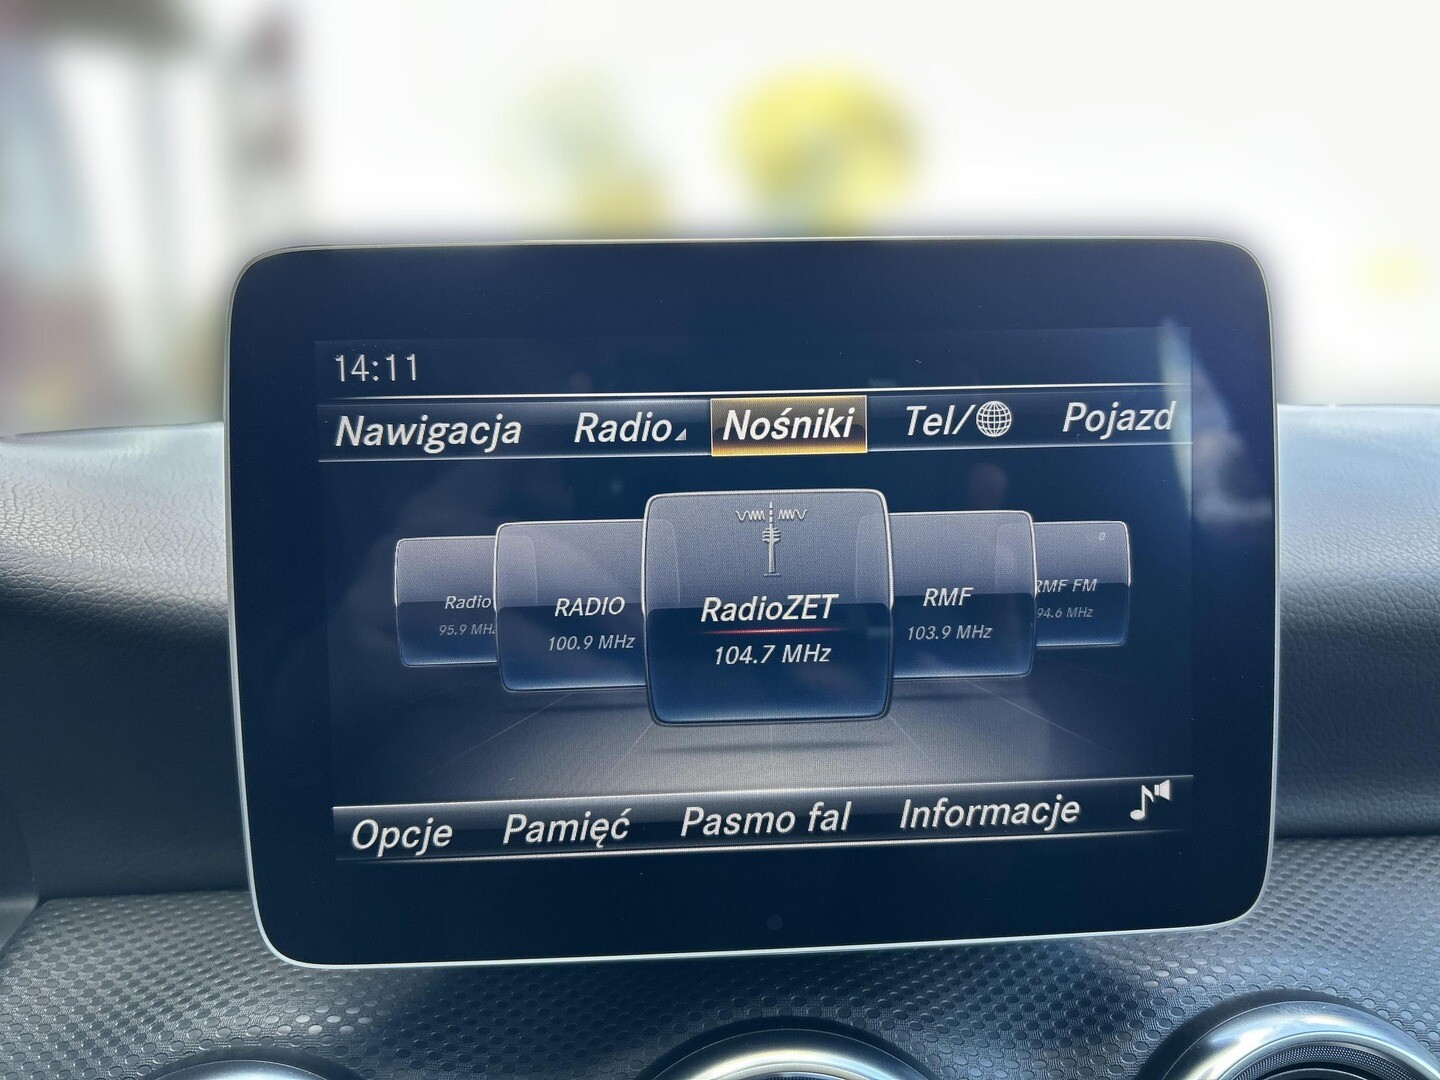 14:11
Nawigacja Radio Nośniki Tel/ Pojazd
Radio
95.9 MHz
RADIO
100.9 MHz
RadioZET
104.7 MHz
RMF
103.9 MHz
RMF FM
94.6 MHz
Opcje Pamięć Pasmo fal Informacje